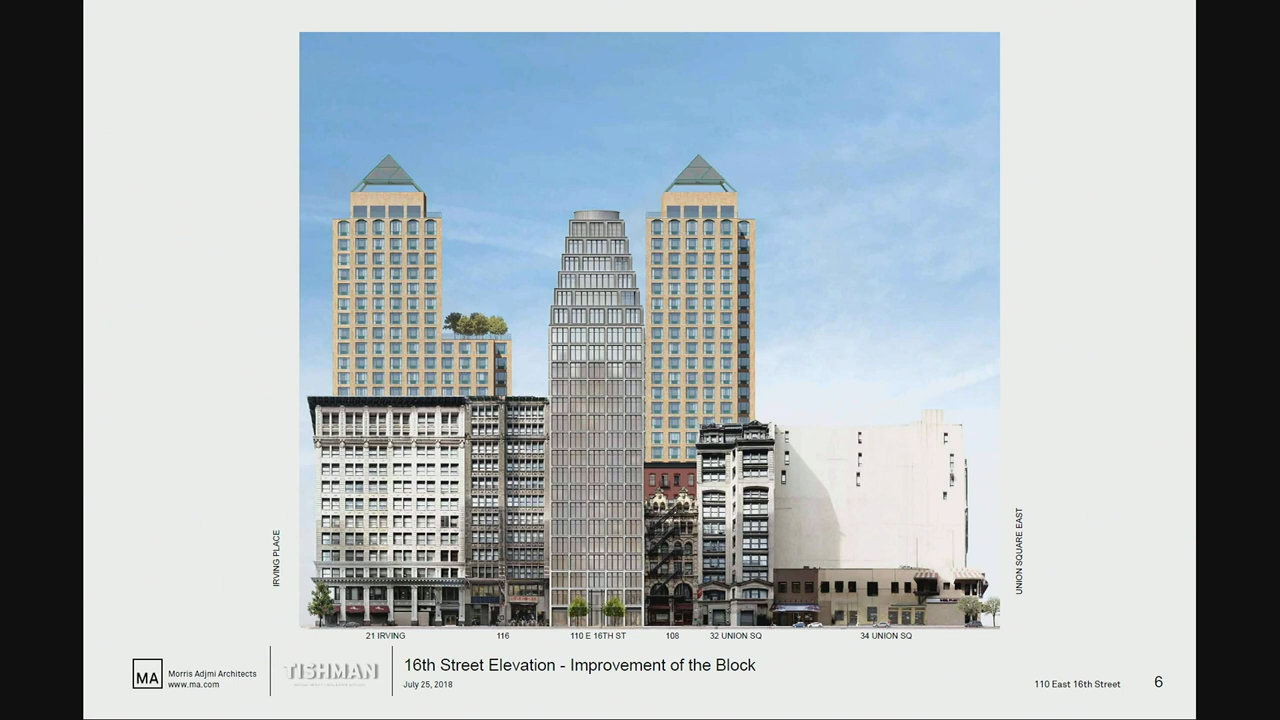 IRVING PLACE
UNION SQUARE EAST
21 IRVING
116
110 E 16TH ST
108
32 UNION SQ
34 UNION SQ
MA
Morris Adjmi Architects
www.ma.com
TISHMAN
16th Street Elevation - Improvement of the Block
July 25, 2018
110 East 16th Street
6